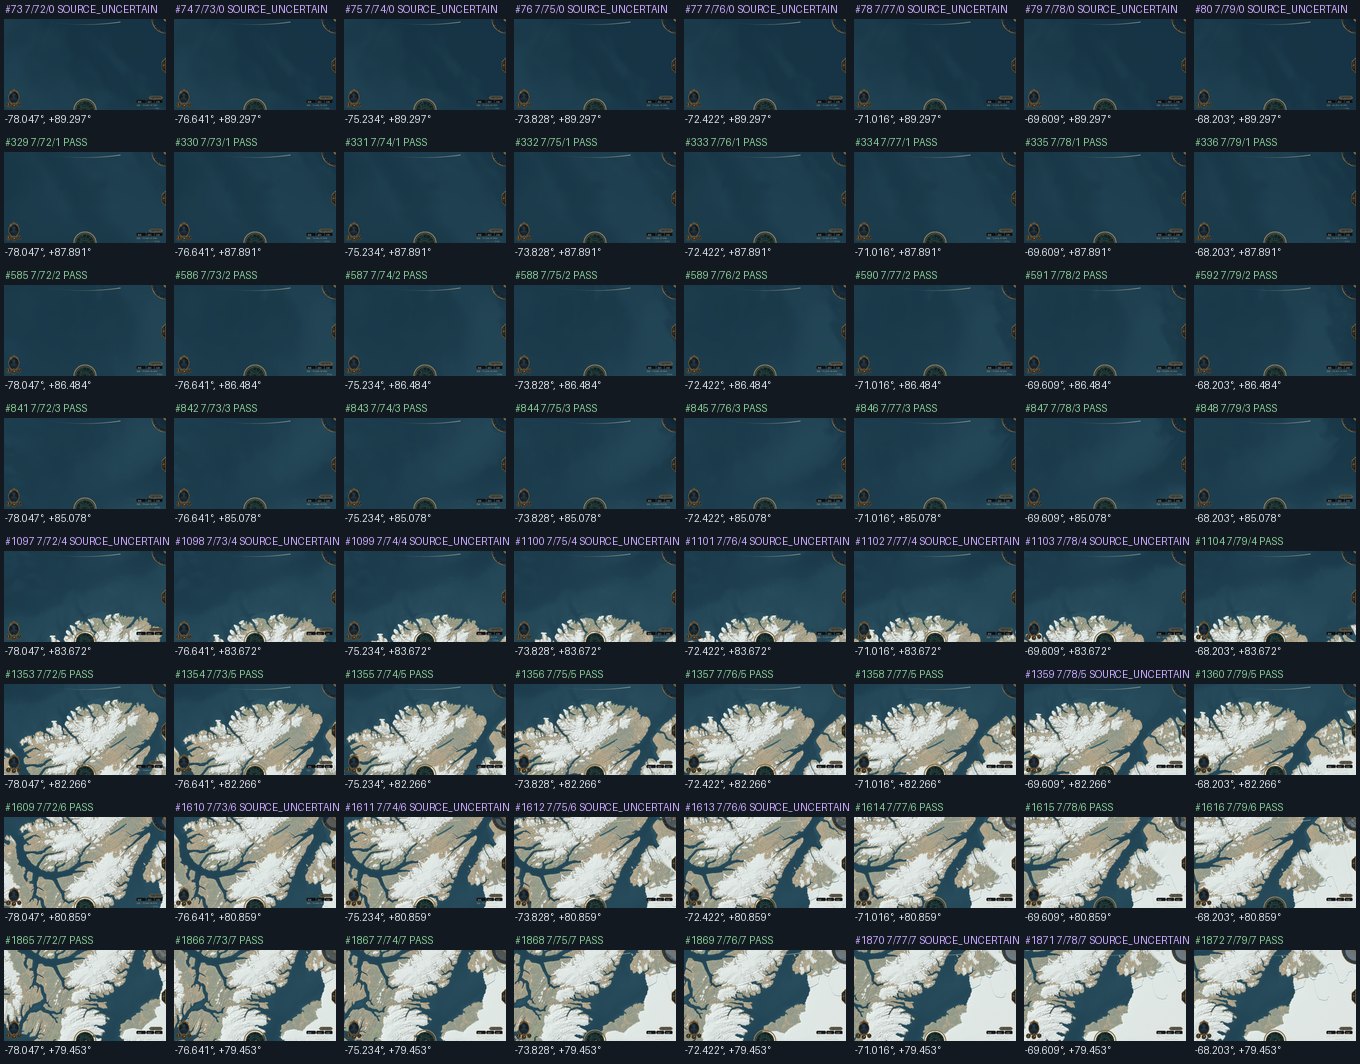 #73 7/72/0 SOURCE_UNCERTAIN #74 7/73/0 SOURCE_UNCERTAIN #75 7/74/0 SOURCE_UNCERTAIN #76 7/75/0 SOURCE_UNCERTAIN #77 7/76/0 SOURCE_UNCERTAIN #78 7/77/0 SOURCE_UNCERTAIN #79 7/78/0 SOURCE_UNCERTAIN #80 7/79/0 SOURCE_UNCERTAIN
-78.047°, +89.297° -76.641°, +89.297° -75.234°, +89.297° -73.828°, +89.297° -72.422°, +89.297° -71.016°, +89.297° -69.609°, +89.297° -68.203°, +89.297°
#329 7/72/1 PASS #330 7/73/1 PASS #331 7/74/1 PASS #332 7/75/1 PASS #333 7/76/1 PASS #334 7/77/1 PASS #335 7/78/1 PASS #336 7/79/1 PASS
-78.047°, +87.891° -76.641°, +87.891° -75.234°, +87.891° -73.828°, +87.891° -72.422°, +87.891° -71.016°, +87.891° -69.609°, +87.891° -68.203°, +87.891°
#585 7/72/2 PASS #586 7/73/2 PASS #587 7/74/2 PASS #588 7/75/2 PASS #589 7/76/2 PASS #590 7/77/2 PASS #591 7/78/2 PASS #592 7/79/2 PASS
-78.047°, +86.484° -76.641°, +86.484° -75.234°, +86.484° -73.828°, +86.484° -72.422°, +86.484° -71.016°, +86.484° -69.609°, +86.484° -68.203°, +86.484°
#841 7/72/3 PASS #842 7/73/3 PASS #843 7/74/3 PASS #844 7/75/3 PASS #845 7/76/3 PASS #846 7/77/3 PASS #847 7/78/3 PASS #848 7/79/3 PASS
-78.047°, +85.078° -76.641°, +85.078° -75.234°, +85.078° -73.828°, +85.078° -72.422°, +85.078° -71.016°, +85.078° -69.609°, +85.078° -68.203°, +85.078°
#1097 7/72/4 SOURCE_UNCERTAIN #1098 7/73/4 SOURCE_UNCERTAIN #1099 7/74/4 SOURCE_UNCERTAIN #1100 7/75/4 SOURCE_UNCERTAIN #1101 7/76/4 SOURCE_UNCERTAIN #1102 7/77/4 SOURCE_UNCERTAIN #1103 7/78/4 SOURCE_UNCERTAIN #1104 7/79/4 PASS
-78.047°, +83.672° -76.641°, +83.672° -75.234°, +83.672° -73.828°, +83.672° -72.422°, +83.672° -71.016°, +83.672° -69.609°, +83.672° -68.203°, +83.672°
#1353 7/72/5 PASS #1354 7/73/5 PASS #1355 7/74/5 PASS #1356 7/75/5 PASS #1357 7/76/5 PASS #1358 7/77/5 PASS #1359 7/78/5 SOURCE_UNCERTAIN #1360 7/79/5 PASS
-78.047°, +82.266° -76.641°, +82.266° -75.234°, +82.266° -73.828°, +82.266° -72.422°, +82.266° -71.016°, +82.266° -69.609°, +82.266° -68.203°, +82.266°
#1609 7/72/6 PASS #1610 7/73/6 SOURCE_UNCERTAIN #1611 7/74/6 SOURCE_UNCERTAIN #1612 7/75/6 SOURCE_UNCERTAIN #1613 7/76/6 SOURCE_UNCERTAIN #1614 7/77/6 PASS #1615 7/78/6 PASS #1616 7/79/6 PASS
-78.047°, +80.859° -76.641°, +80.859° -75.234°, +80.859° -73.828°, +80.859° -72.422°, +80.859° -71.016°, +80.859° -69.609°, +80.859° -68.203°, +80.859°
#1865 7/72/7 PASS #1866 7/73/7 PASS #1867 7/74/7 PASS #1868 7/75/7 PASS #1869 7/76/7 PASS #1870 7/77/7 SOURCE_UNCERTAIN #1871 7/78/7 SOURCE_UNCERTAIN #1872 7/79/7 PASS
-78.047°, +79.453° -76.641°, +79.453° -75.234°, +79.453° -73.828°, +79.453° -72.422°, +79.453° -71.016°, +79.453° -69.609°, +79.453° -68.203°, +79.453°